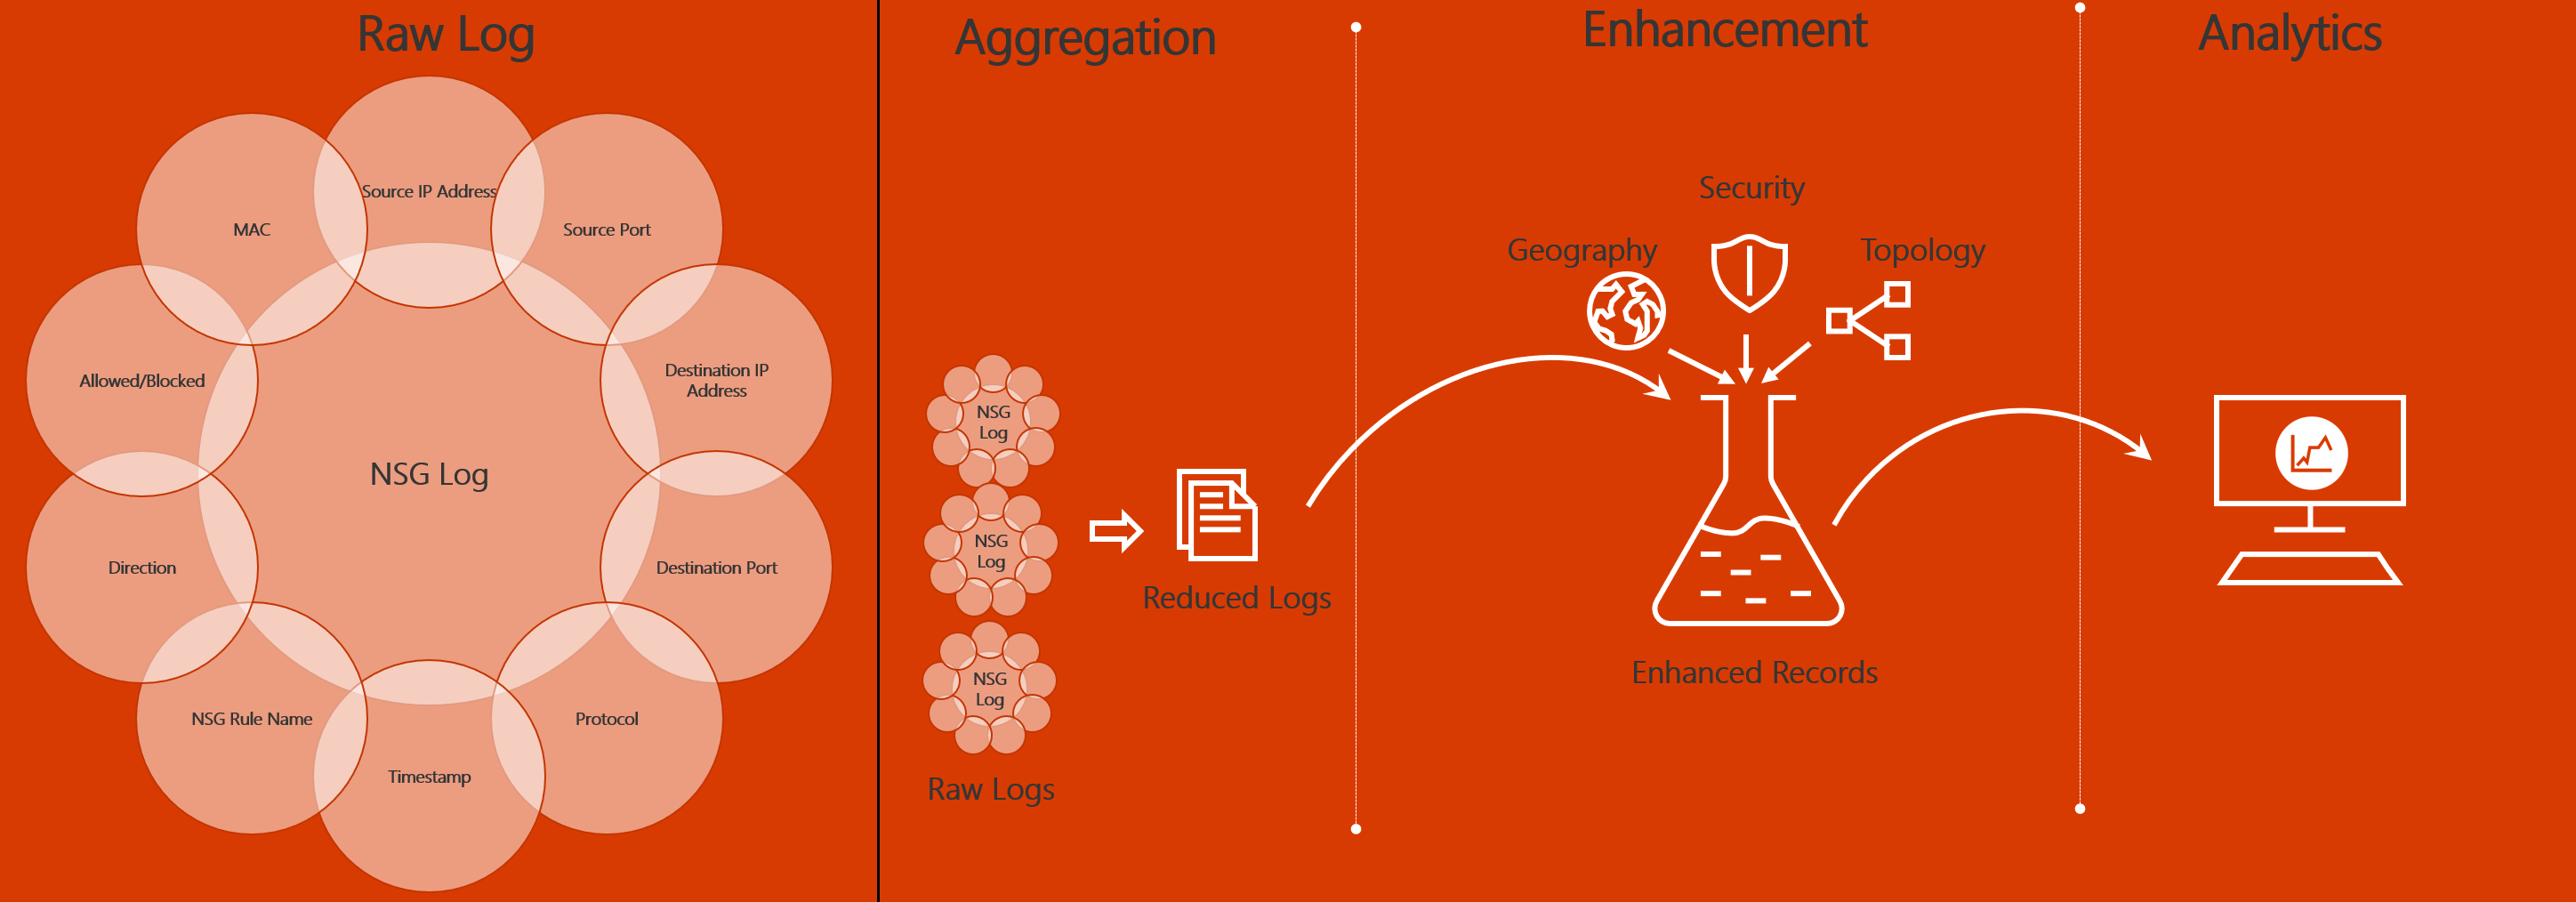 Raw Log
Source IP Address
MAC
Source Port
Allowed/Blocked
Destination IP
Address
NSG Log
Direction
Destination Port
NSG Rule Name
Protocol
Timestamp
Aggregation
NSG
Log
NSG
Log
NSG
Log
Raw Logs
Reduced Logs
Enhancement
Security
Geography
Topology
Enhanced Records
Analytics